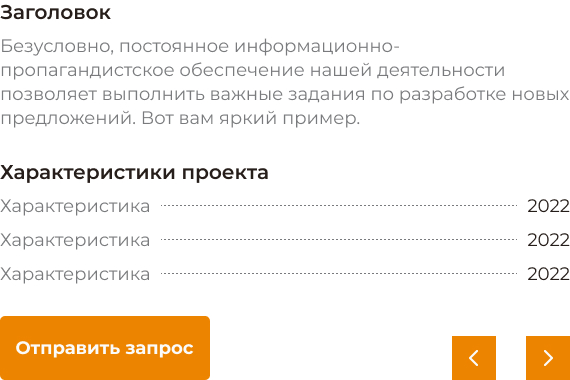 Заголовок
Безусловно, постоянное информационно-
пропагандистское обеспечение нашей деятельности
позволяет выполнить важные задания по разработке новых
предложений. Вот вам яркий пример.
Характеристики проекта
Характеристика 2022
Характеристика 2022
Характеристика 2022
Отправить запрос